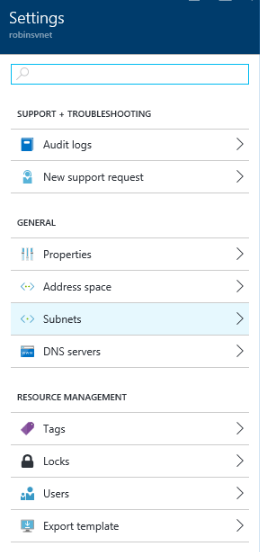 Settings
robinsvnet
SUPPORT + TROUBLESHOOTING
Audit logs
New support request
GENERAL
Properties
Address space
Subnets
DNS servers
RESOURCE MANAGEMENT
Tags
Locks
Users
Export template